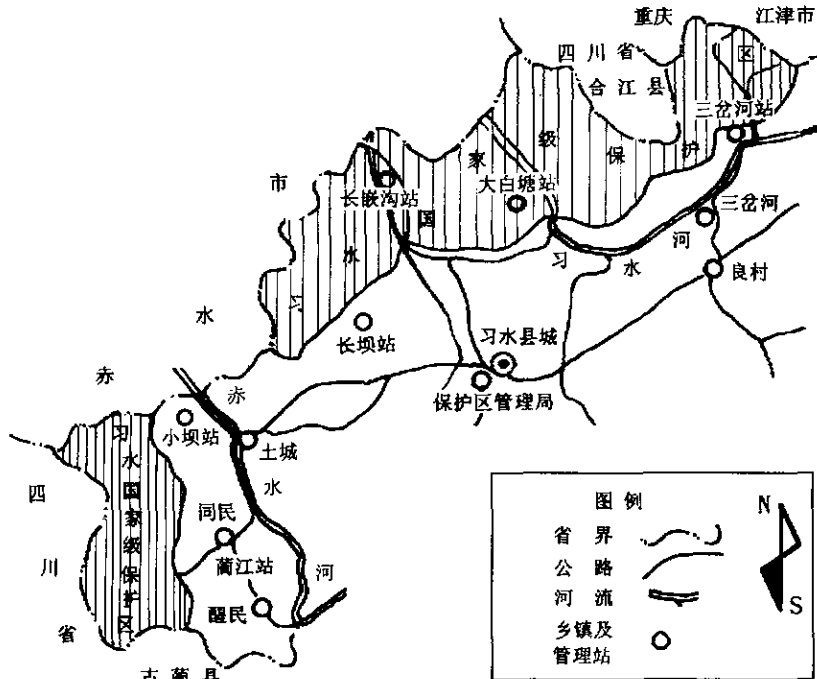 重庆 江津市
四川省
合江县
区
三岔河站
护
保
级
家
国
水
习
市
长嵌沟站
大白塘站
三岔河
河
水
习
良村
长坝站
习水县城
保护区管理局
水
赤
赤
小坝站
土城
水
河
习水国家级保护区
四川省
同民
蔺江站
醒民
古蔺县
图例
省界
公路
河流
乡镇及
管理站
N
S